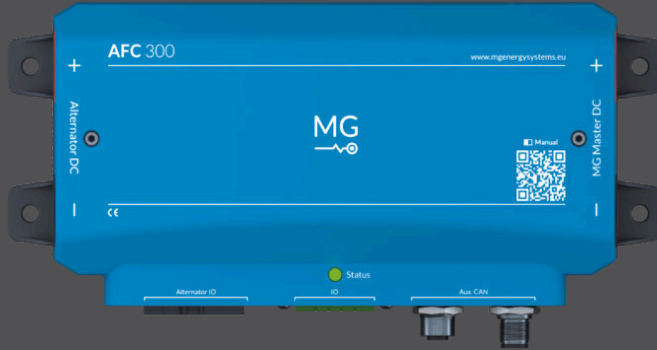 AFC 300
www.mgenergysystems.eu
+
+
Alternator DC
MG
Manual
MG Master DC
–
–
CE
Status
Alternator IO
IO
Aux. CAN